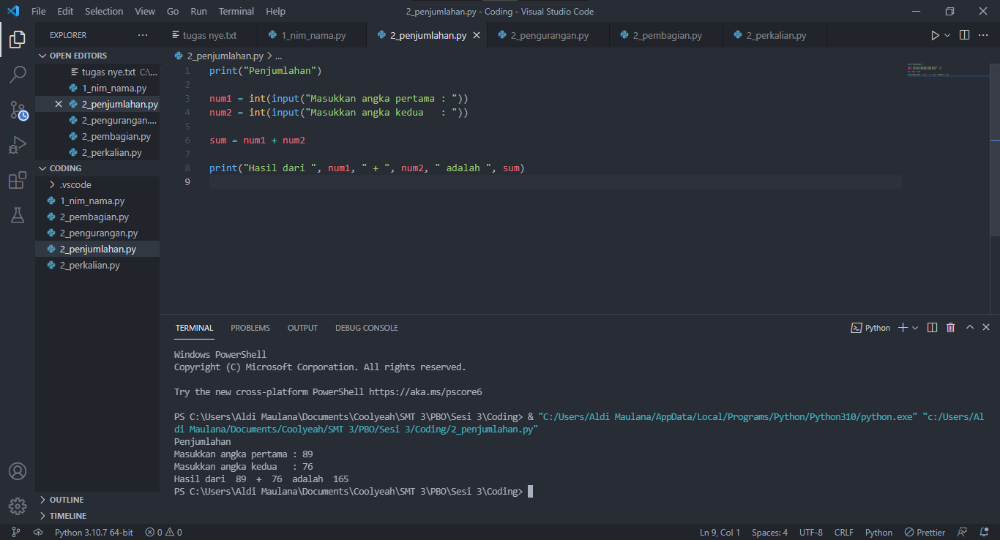 File Edit Selection View Go Run Terminal Help 2_penjumlahan.py - Coding - Visual Studio Code
EXPLORER
tugas nye.txt 1_nim_nama.py 2_penjumlahan.py 2_pengurangan.py 2_pembagian.py 2_perkalian.py
OPEN EDITORS
tugas nye.txt C:\...
1_nim_nama.py
2_penjumlahan.py
2_pengurangan....
2_pembagian.py
2_perkalian.py
CODING
.vscode
1_nim_nama.py
2_pembagian.py
2_pengurangan.py
2_penjumlahan.py
2_perkalian.py
OUTLINE
TIMELINE
2_penjumlahan.py > ...
1 print("Penjumlahan")
2
3 num1 = int(input("Masukkan angka pertama : "))
4 num2 = int(input("Masukkan angka kedua   : "))
5
6 sum = num1 + num2
7
8 print("Hasil dari ", num1, " + ", num2, " adalah ", sum)
9
TERMINAL PROBLEMS OUTPUT DEBUG CONSOLE Python
Windows PowerShell
Copyright (C) Microsoft Corporation. All rights reserved.
Try the new cross-platform PowerShell https://aka.ms/pscore6
PS C:\Users\Aldi Maulana\Documents\Coolyeah\SMT 3\PBO\Sesi 3\Coding> & "C:/Users/Aldi Maulana/AppData/Local/Programs/Python/Python310/python.exe" "c:/Users/Al
di Maulana/Documents/Coolyeah/SMT 3/PBO/Sesi 3/Coding/2_penjumlahan.py"
Penjumlahan
Masukkan angka pertama : 89
Masukkan angka kedua   : 76
Hasil dari  89  +  76  adalah  165
PS C:\Users\Aldi Maulana\Documents\Coolyeah\SMT 3\PBO\Sesi 3\Coding>
Python 3.10.7 64-bit 0 0 Ln 9, Col 1 Spaces: 4 UTF-8 CRLF Python Prettier